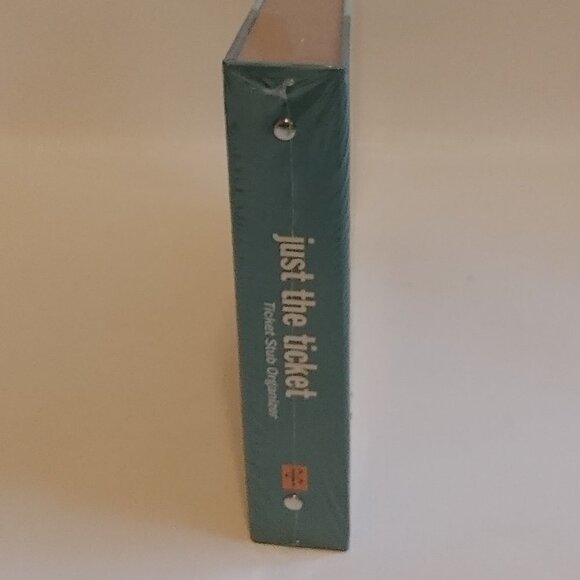 just the ticket
Ticket Stub Organizer